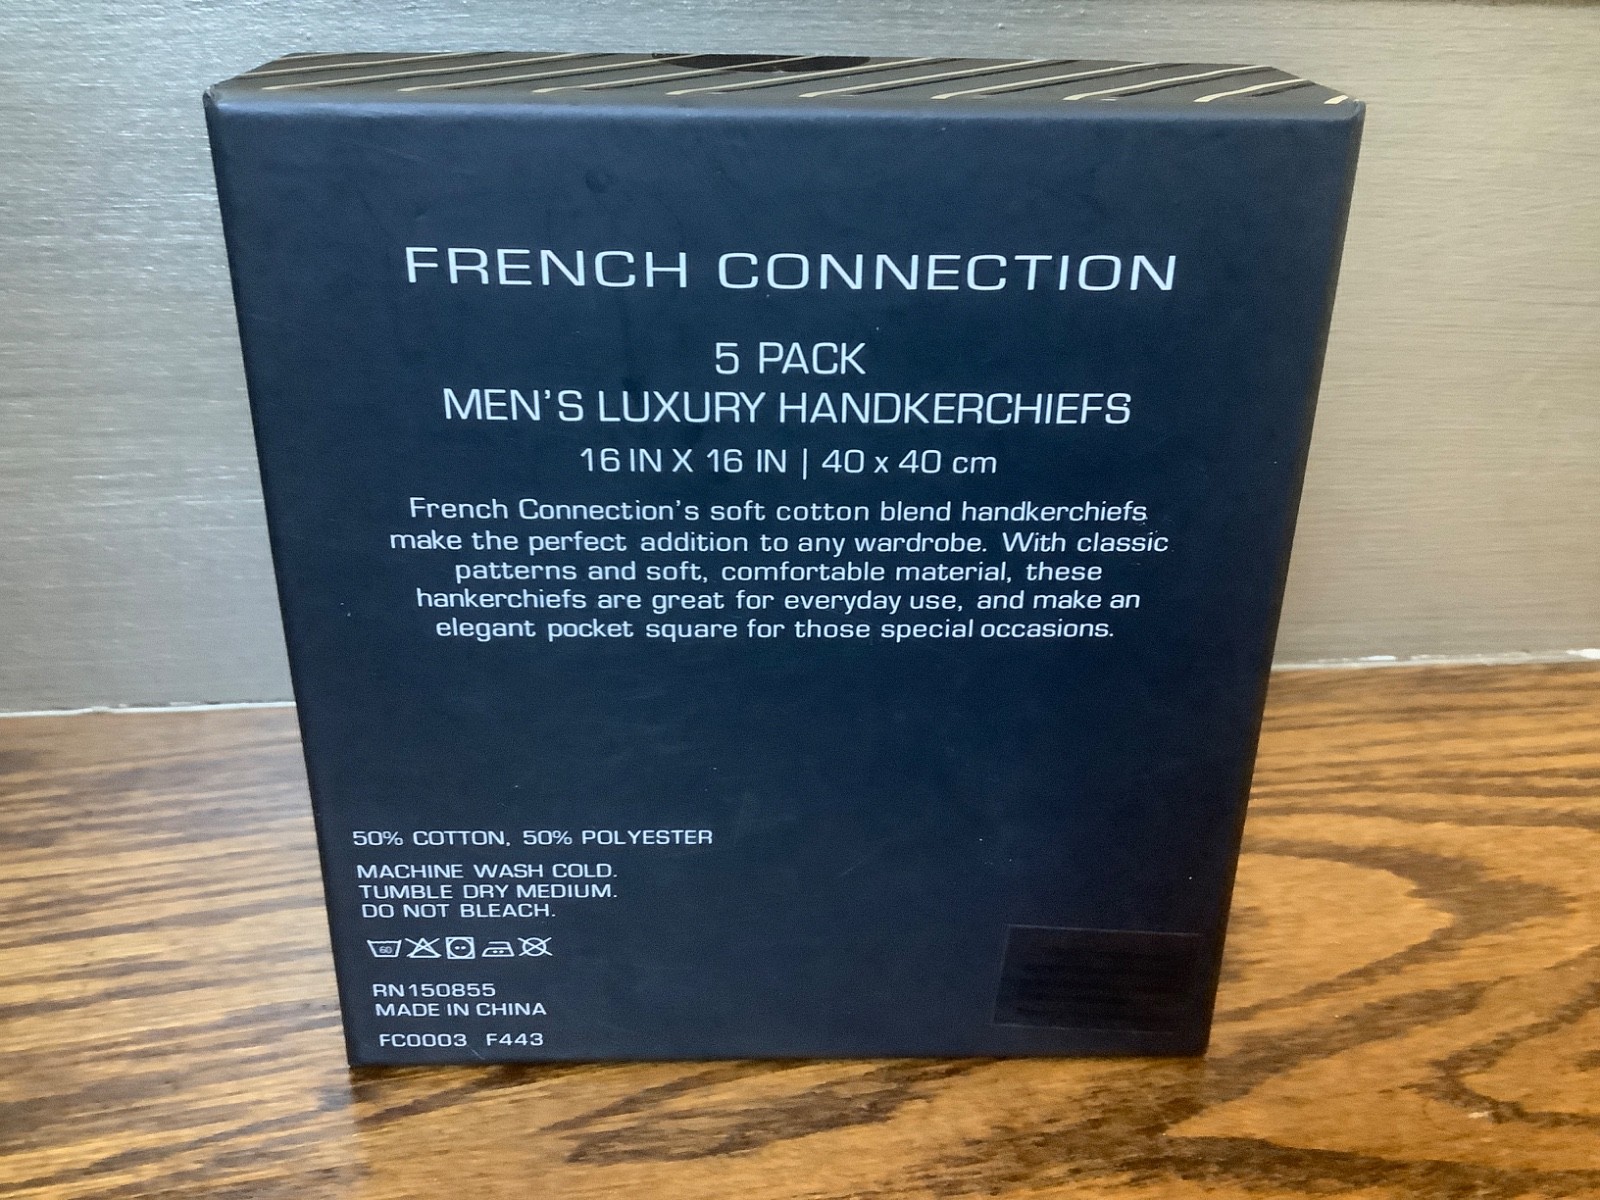 FRENCH CONNECTION
5 PACK
MEN'S LUXURY HANDKERCHIEFS
16 IN X 16 IN | 40 x 40 cm
French Connection's soft cotton blend handkerchiefs
make the perfect addition to any wardrobe. With classic
patterns and soft, comfortable material, these
hankerchiefs are great for everyday use, and make an
elegant pocket square for those special occasions.
50% COTTON, 50% POLYESTER
MACHINE WASH COLD.
TUMBLE DRY MEDIUM.
DO NOT BLEACH.
60
RN150855
MADE IN CHINA
FC0003 F443